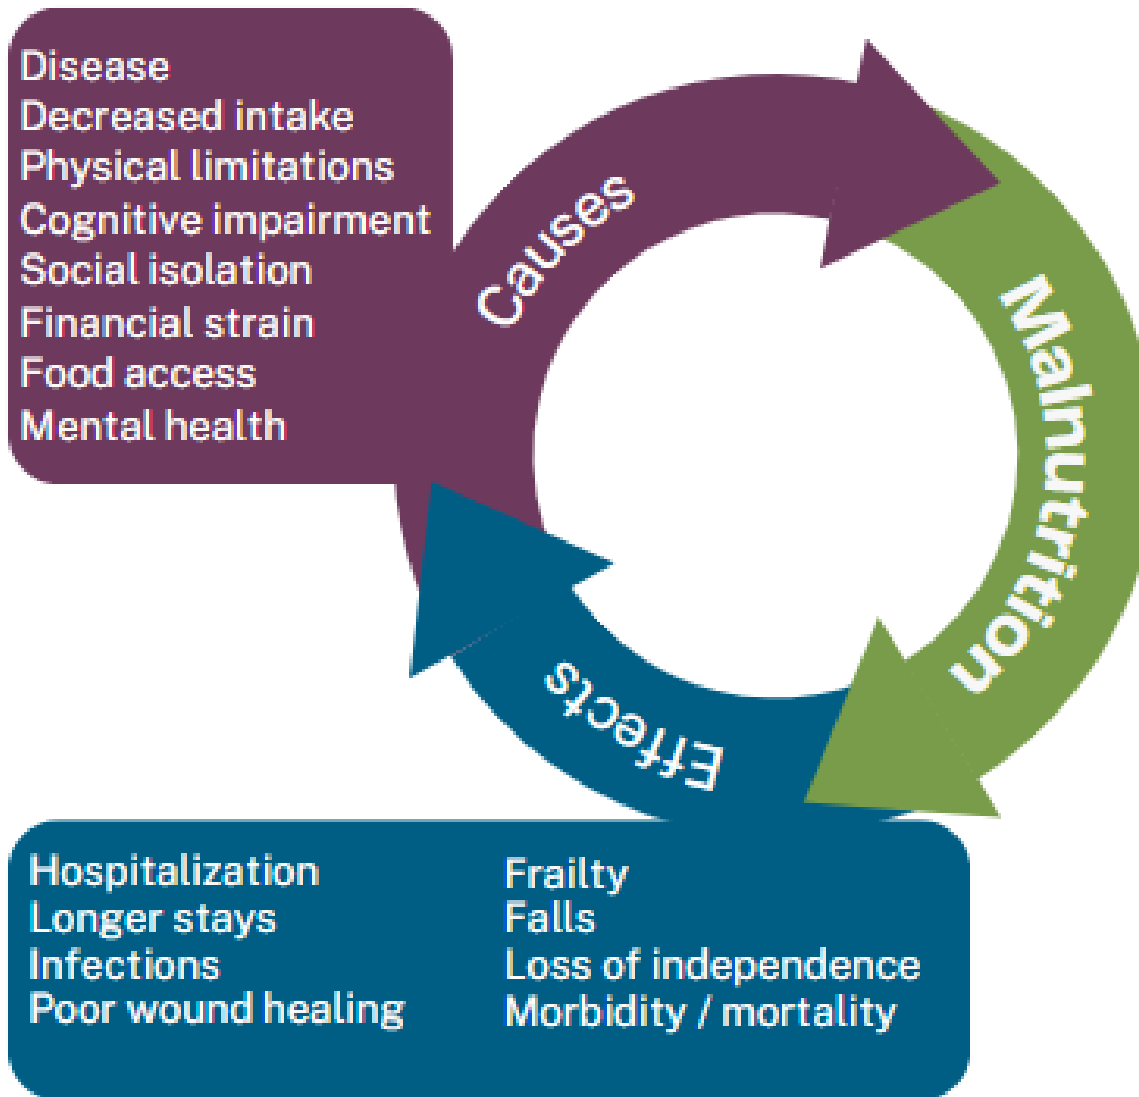 Disease
Decreased intake
Physical limitations
Cognitive impairment
Social isolation
Financial strain
Food access
Mental health
Causes
Malnutrition
Effects
Hospitalization
Longer stays
Infections
Poor wound healing
Frailty
Falls
Loss of independence
Morbidity / mortality